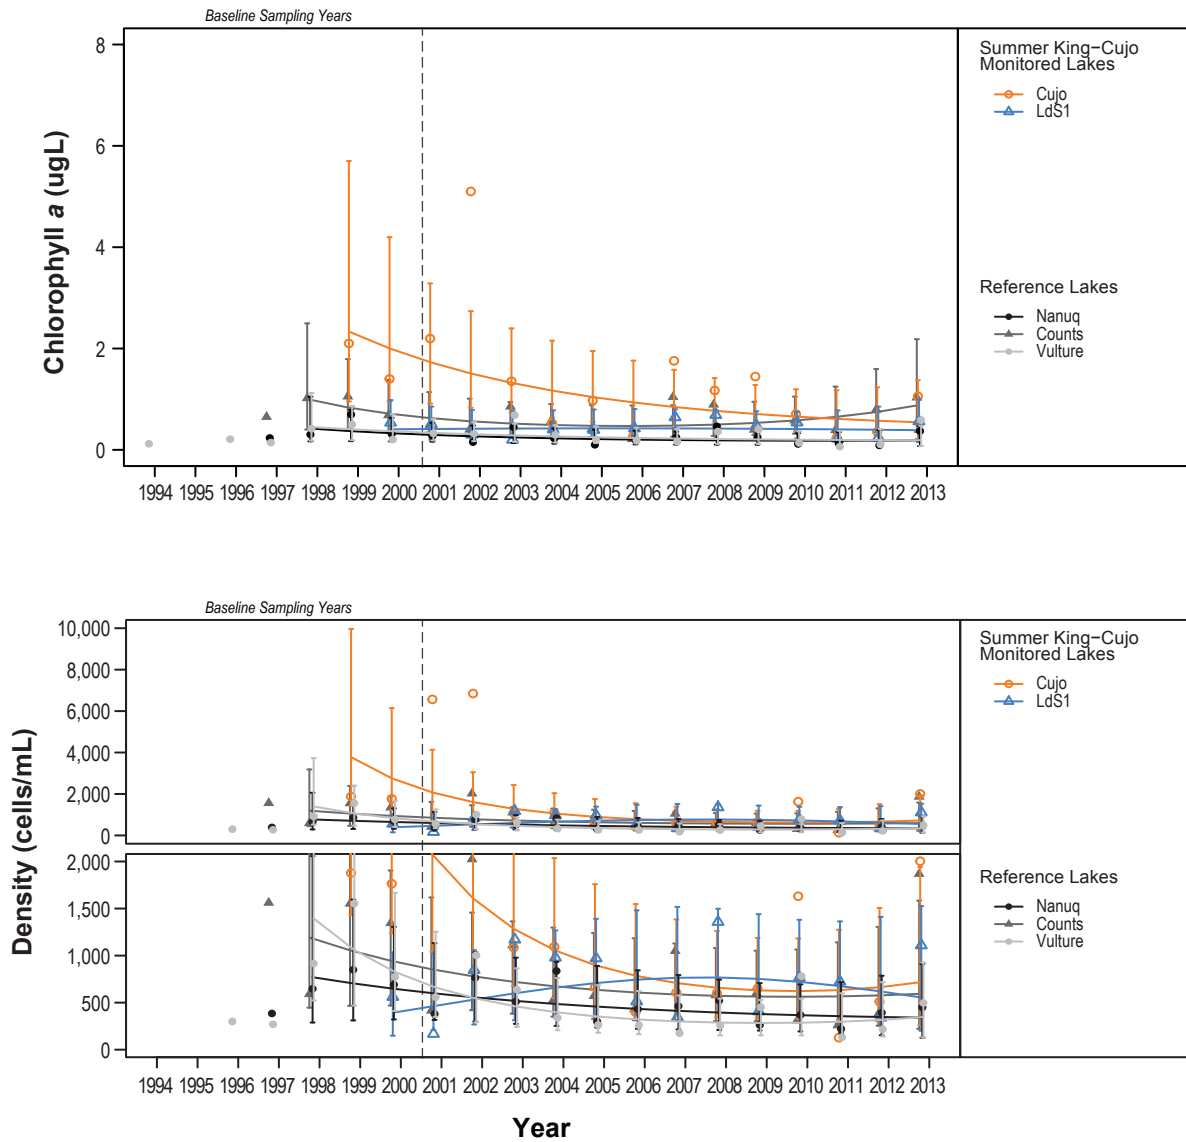 Baseline Sampling Years
Chlorophyll a (ugL)
8
6
4
2
0
1994 1995 1996 1997 1998 1999 2000 2001 2002 2003 2004 2005 2006 2007 2008 2009 2010 2011 2012 2013
Summer King−Cujo
Monitored Lakes
Cujo
LdS1
Reference Lakes
Nanuq
Counts
Vulture
Baseline Sampling Years
Density (cells/mL)
10,000
8,000
6,000
4,000
2,000
0
2,000
1,500
1,000
500
0
1994 1995 1996 1997 1998 1999 2000 2001 2002 2003 2004 2005 2006 2007 2008 2009 2010 2011 2012 2013
Summer King−Cujo
Monitored Lakes
Cujo
LdS1
Reference Lakes
Nanuq
Counts
Vulture
Year